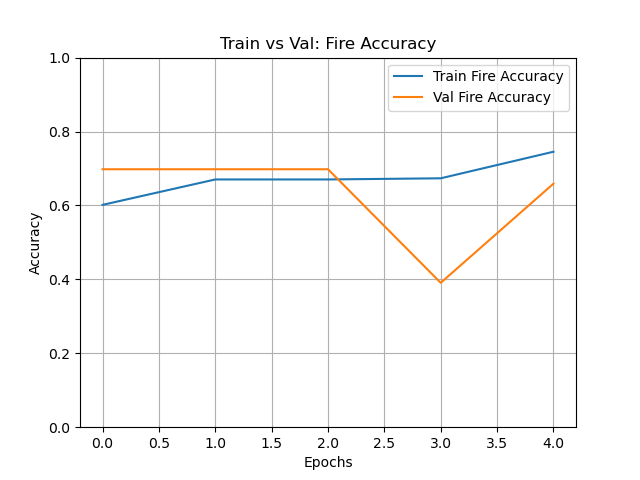 Train vs Val: Fire Accuracy
Train Fire Accuracy
Val Fire Accuracy
Accuracy
1.0
0.8
0.6
0.4
0.2
0.0
0.0 0.5 1.0 1.5 2.0 2.5 3.0 3.5 4.0
Epochs